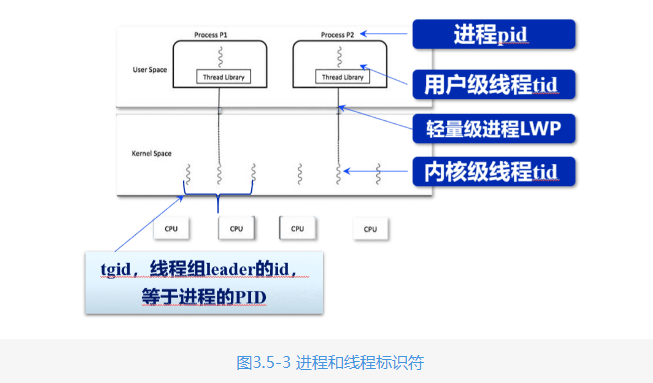 Process P1
Process P2
进程pid
User Space
Thread Library
Thread Library
用户级线程tid
轻量级进程LWP
Kernel Space
内核级线程tid
CPU
CPU
CPU
CPU
tgid，线程组leader的id，
等于进程的PID
图3.5-3 进程和线程标识符